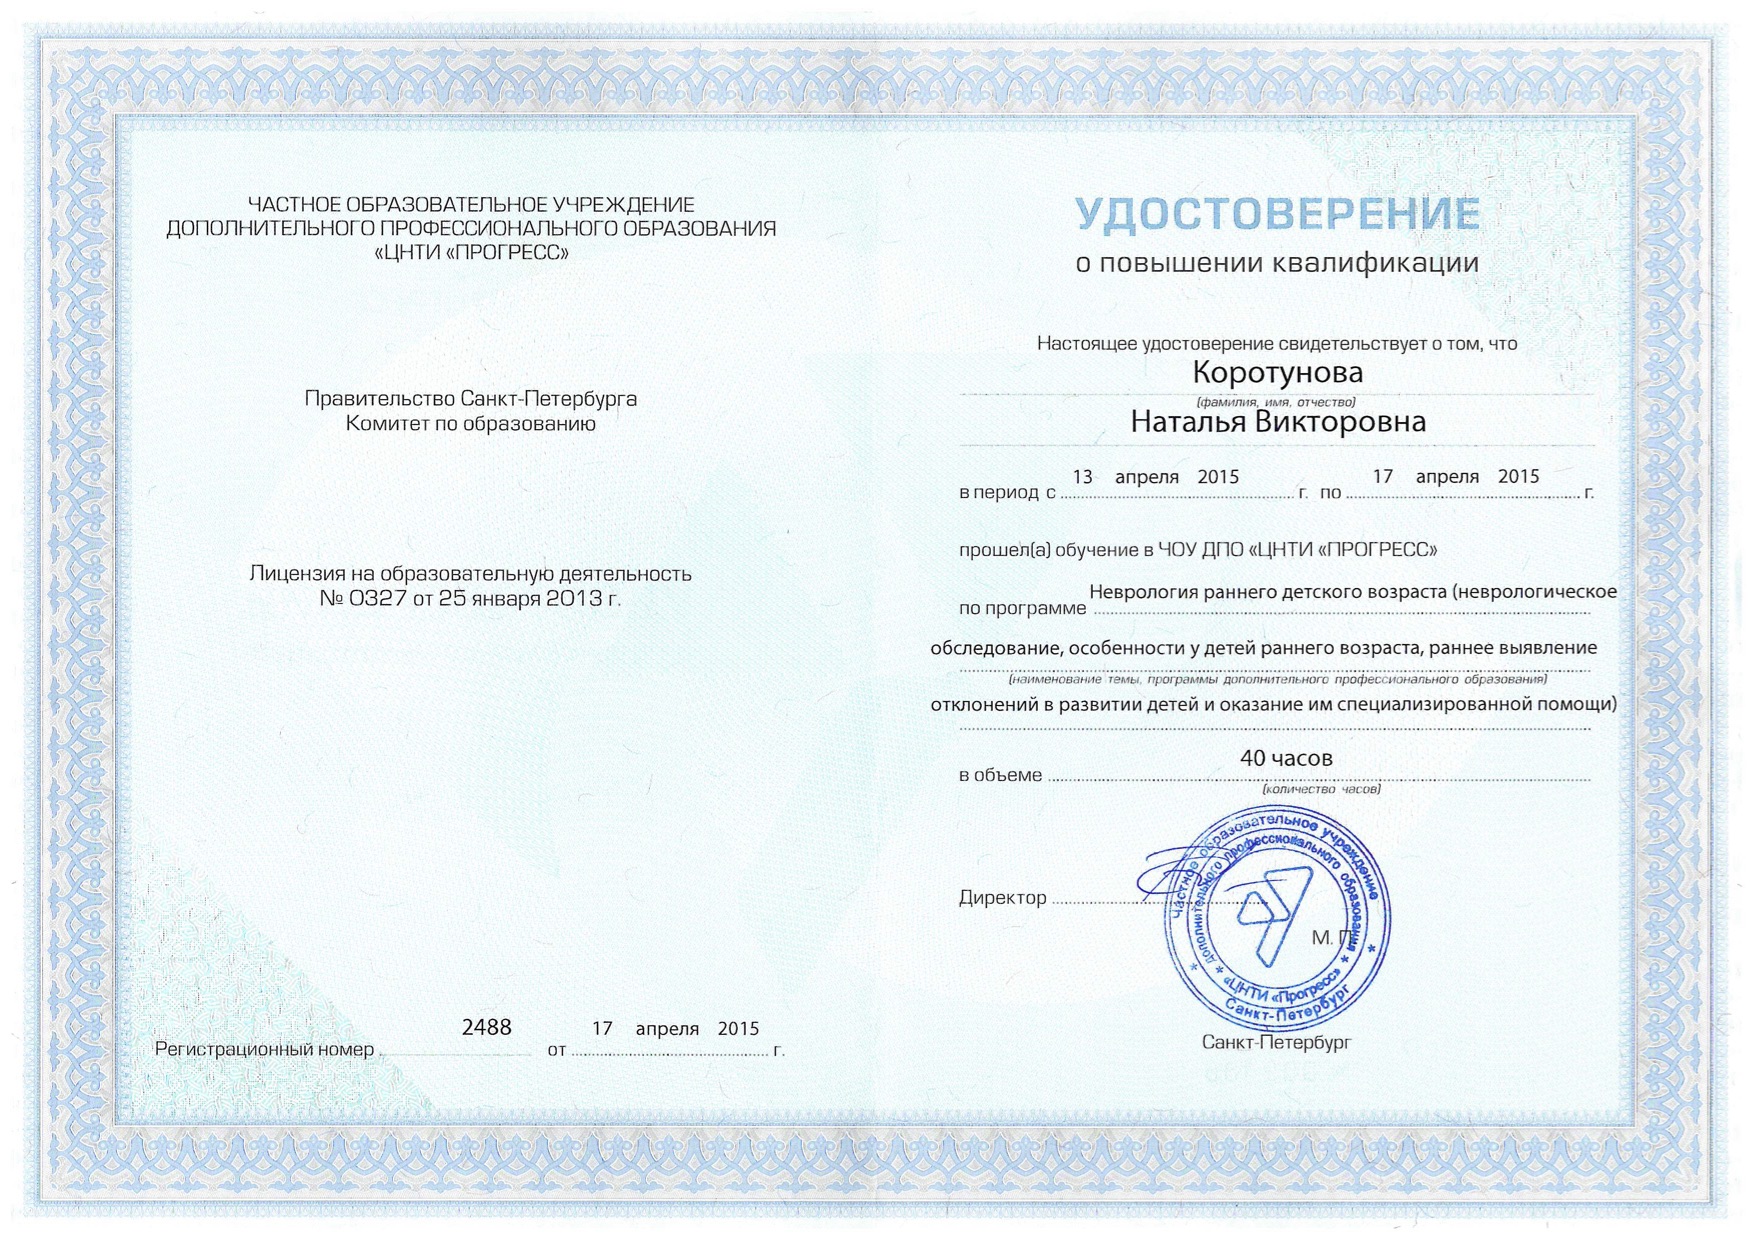 ЧАСТНОЕ ОБРАЗОВАТЕЛЬНОЕ УЧРЕЖДЕНИЕ
ДОПОЛНИТЕЛЬНОГО ПРОФЕССИОНАЛЬНОГО ОБРАЗОВАНИЯ
«ЦНТИ «ПРОГРЕСС»
Правительство Санкт-Петербурга
Комитет по образованию
Лицензия на образовательную деятельность
№ 0327 от 25 января 2013 г.
2488 17 апреля 2015
Регистрационный номер от г.
УДОСТОВЕРЕНИЕ
о повышении квалификации
Настоящее удостоверение свидетельствует о том, что
Коротунова
(фамилия, имя, отчество)
Наталья Викторовна
13 апреля 2015 17 апреля 2015
в период с г. по г.
прошел(а) обучение в ЧОУ ДПО «ЦНТИ «ПРОГРЕСС»
Неврология раннего детского возраста (неврологическое
по программе
обследование, особенности у детей раннего возраста, раннее выявление
(наименование темы, программы дополнительного профессионального образования)
отклонений в развитии детей и оказание им специализированной помощи)
40 часов
в объеме
(количество часов)
Директор
М. П.
Частное образовательное учреждение
дополнительного профессионального образования
«ЦНТИ «Прогресс»
Санкт-Петербург
Санкт-Петербург